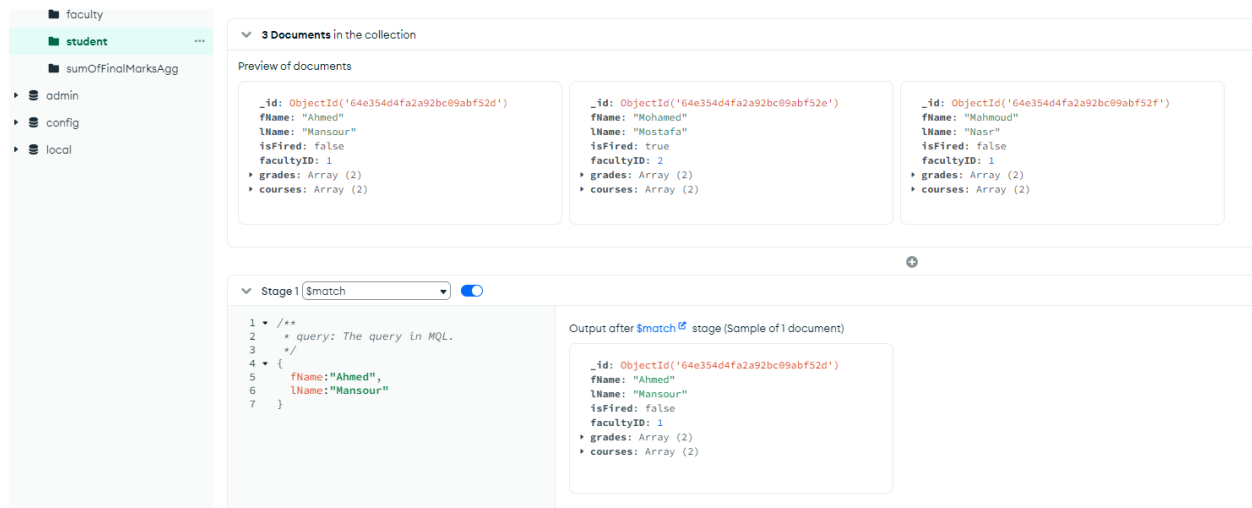 faculty
student
sumOfFinalMarksAgg
admin
config
local
3 Documents in the collection
Preview of documents
_id: ObjectId('64e354d4fa2a92bc09abf52d')
fName: "Ahmed"
lName: "Mansour"
isFired: false
facultyID: 1
grades: Array (2)
courses: Array (2)
_id: ObjectId('64e354d4fa2a92bc09abf52e')
fName: "Mohamed"
lName: "Mostafa"
isFired: true
facultyID: 2
grades: Array (2)
courses: Array (2)
_id: ObjectId('64e354d4fa2a92bc09abf52f')
fName: "Mahmoud"
lName: "Nasr"
isFired: false
facultyID: 1
grades: Array (2)
courses: Array (2)
Stage 1 $match
1 /**
2 * query: The query in MQL.
3 */
4 {
5 fName:"Ahmed",
6 lName:"Mansour"
7 }
Output after $match stage (Sample of 1 document)
_id: ObjectId('64e354d4fa2a92bc09abf52d')
fName: "Ahmed"
lName: "Mansour"
isFired: false
facultyID: 1
grades: Array (2)
courses: Array (2)